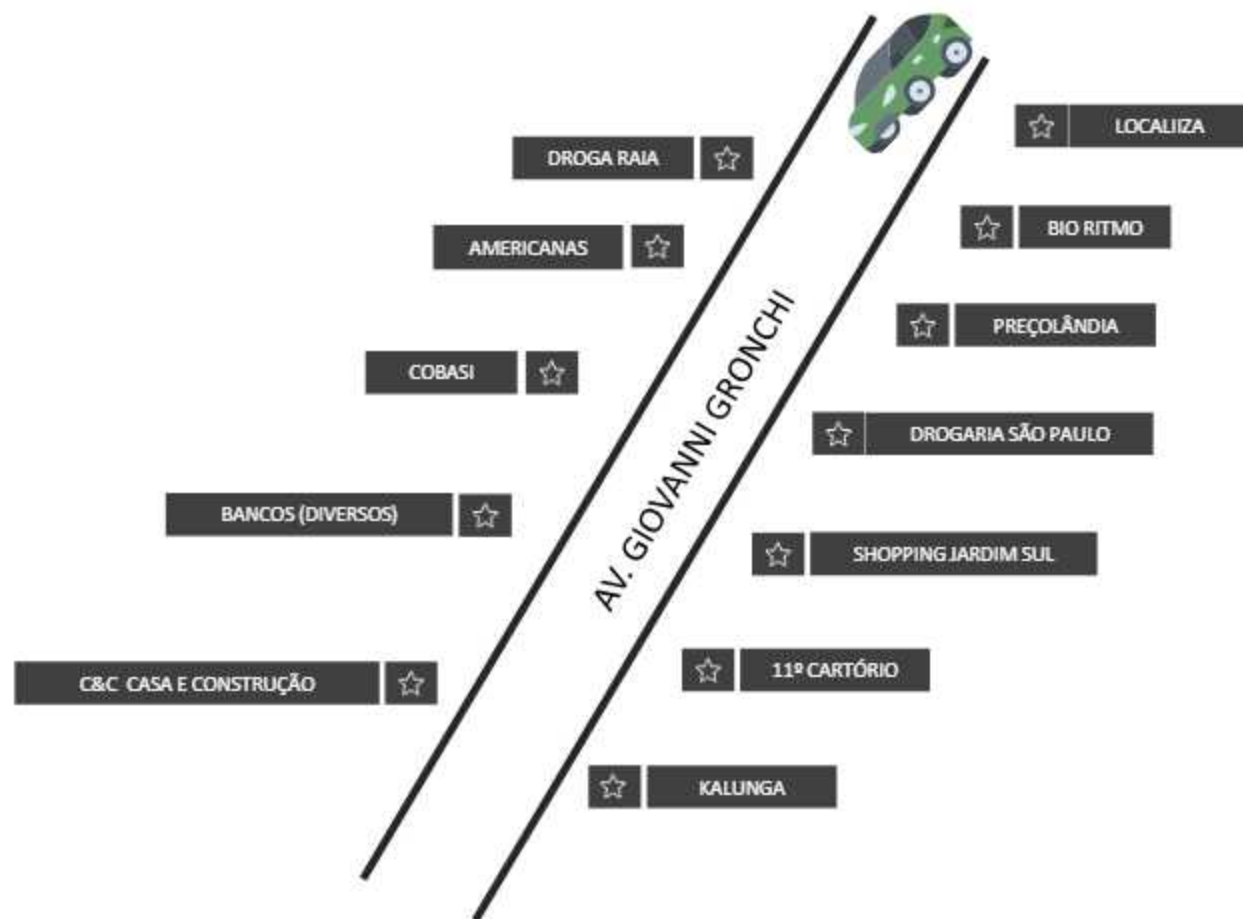 LOCALIIZA
DROGA RAIA
BIO RITMO
AMERICANAS
PREÇOLÂNDIA
COBASI
DROGARIA SÃO PAULO
AV. GIOVANNI GRONCHI
BANCOS (DIVERSOS)
SHOPPING JARDIM SUL
11º CARTÓRIO
C&C CASA E CONSTRUÇÃO
KALUNGA